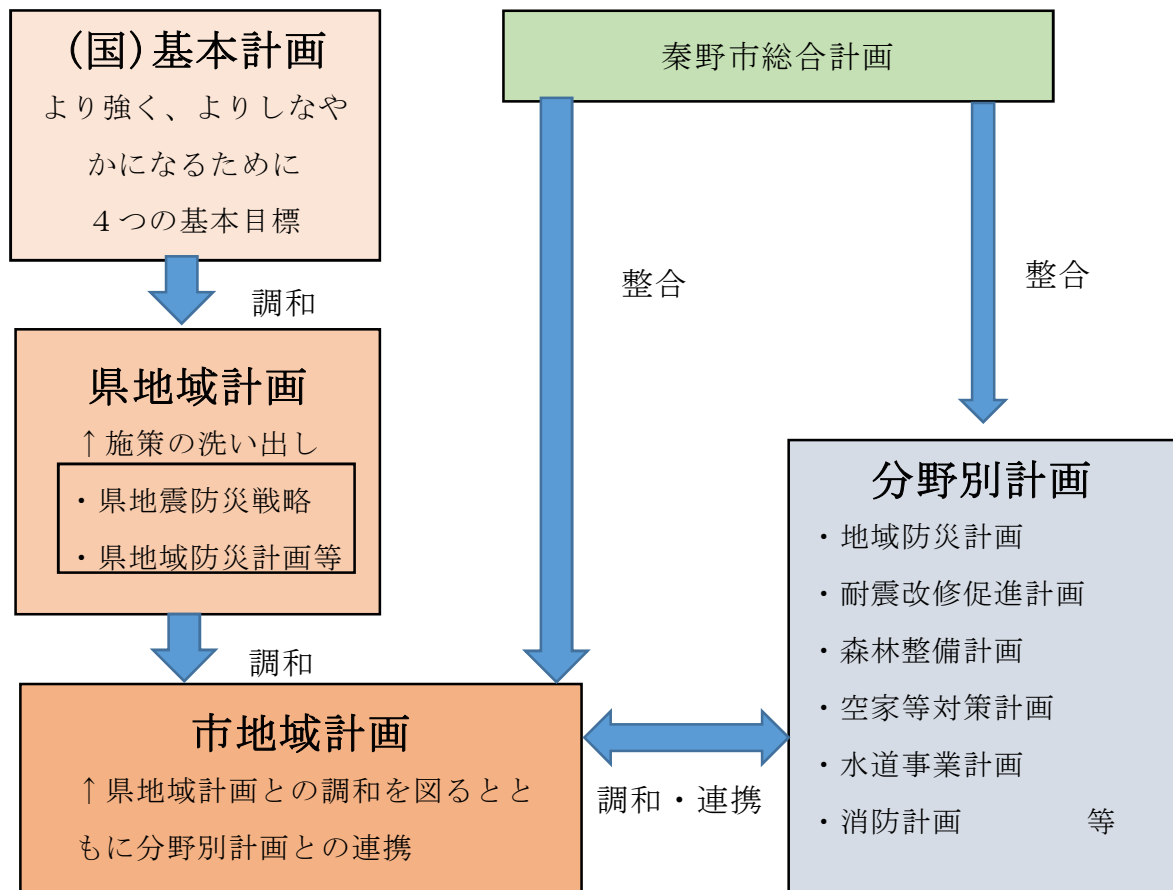 (国)基本計画
より強く、よりしなや
かになるために
４つの基本目標
調和
県地域計画
↑施策の洗い出し
・県地震防災戦略
・県地域防災計画等
調和
市地域計画
↑県地域計画との調和を図るとと
もに分野別計画との連携
秦野市総合計画
整合
整合
調和・連携
分野別計画
・地域防災計画
・耐震改修促進計画
・森林整備計画
・空家等対策計画
・水道事業計画
・消防計画　　　　等